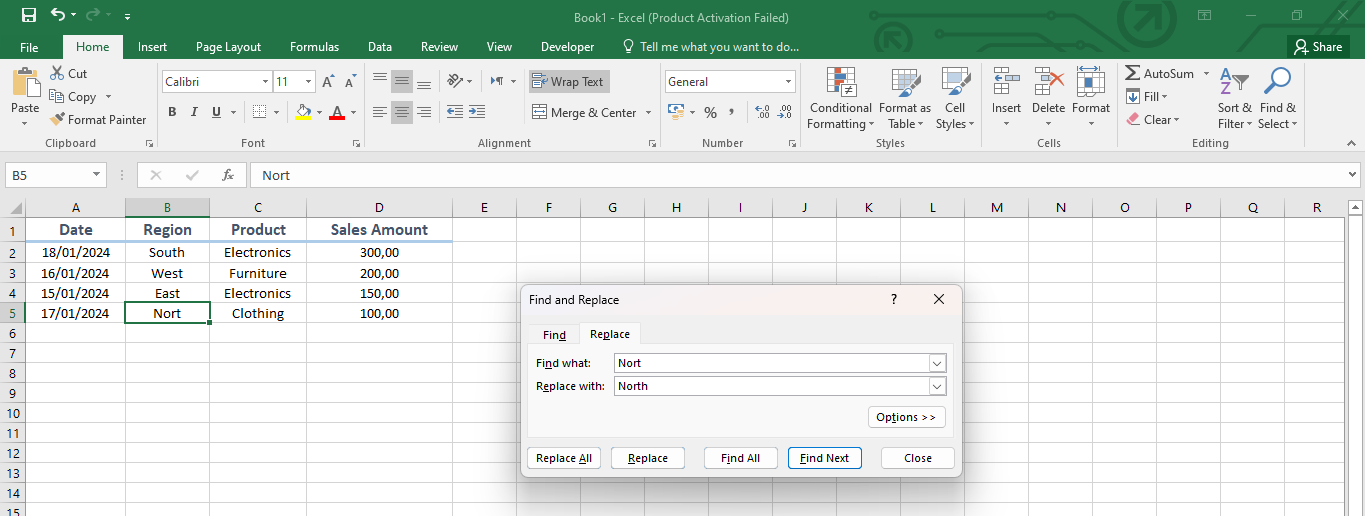 Book1 - Excel (Product Activation Failed)
File Home Insert Page Layout Formulas Data Review View Developer Tell me what you want to do... Share
Cut
Copy
Format Painter
Paste
Clipboard
Calibri 11
B I U A
Font
Wrap Text
Merge & Center
Alignment
General
% , ,00 ,0
Number
Conditional Formatting
Format as Table
Cell Styles
Styles
Insert Delete Format
Cells
AutoSum
Fill
Clear
Sort & Filter
Find & Select
Editing
B5 fx Nort
A B C D E F G H I J K L M N O P Q R
1 Date Region Product Sales Amount
2 18/01/2024 South Electronics 300,00
3 16/01/2024 West Furniture 200,00
4 15/01/2024 East Electronics 150,00
5 17/01/2024 Nort Clothing 100,00
6
7
8
9
10
11
12
13
14
15
Find and Replace ?
Find Replace
Find what: Nort
Replace with: North
Options >>
Replace All Replace Find All Find Next Close